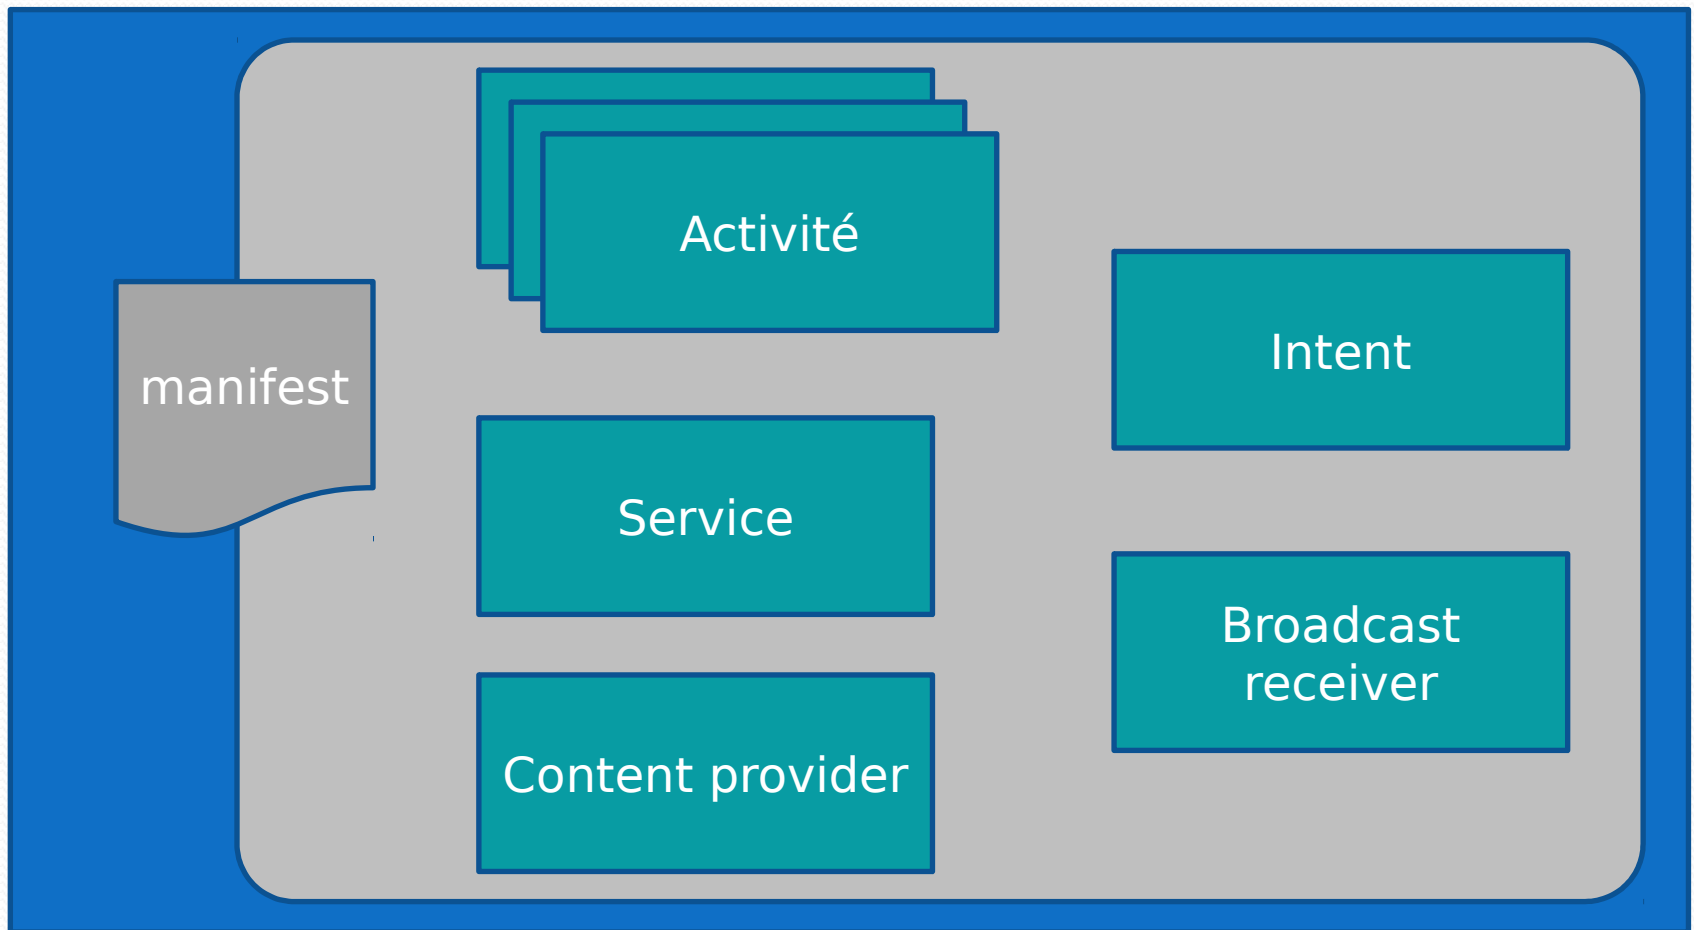 Activité
Intent
manifest
Service
Broadcast
receiver
Content provider